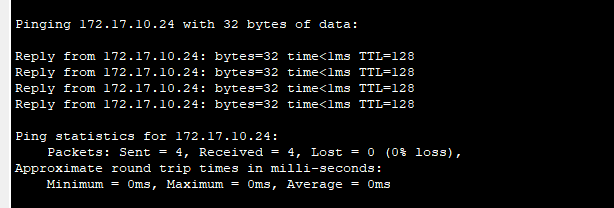 Pinging 172.17.10.24 with 32 bytes of data:
Reply from 172.17.10.24: bytes=32 time<1ms TTL=128
Reply from 172.17.10.24: bytes=32 time<1ms TTL=128
Reply from 172.17.10.24: bytes=32 time<1ms TTL=128
Reply from 172.17.10.24: bytes=32 time<1ms TTL=128
Ping statistics for 172.17.10.24:
Packets: Sent = 4, Received = 4, Lost = 0 (0% loss),
Approximate round trip times in milli-seconds:
Minimum = 0ms, Maximum = 0ms, Average = 0ms